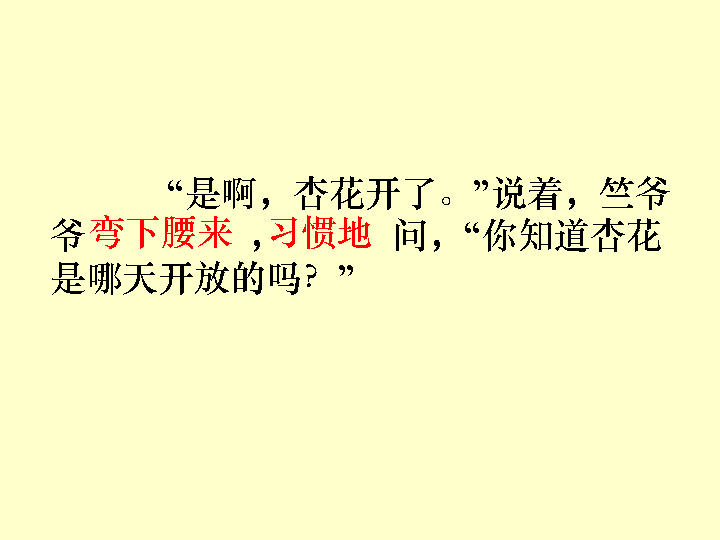 “是啊，杏花开了。”说着，竺爷
爷弯下腰来 ，习惯地 问，“你知道杏花
是哪天开放的吗？”